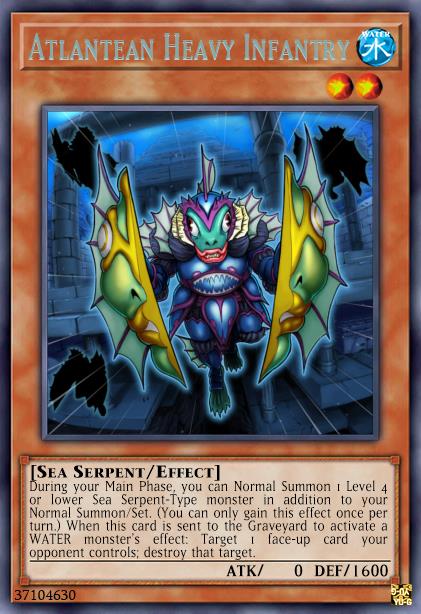 ATLANTEAN HEAVY INFANTRY
WATER
水
[SEA SERPENT/EFFECT]
During your Main Phase, you can Normal Summon 1 Level 4
or lower Sea Serpent-Type monster in addition to your
Normal Summon/Set. (You can only gain this effect once per
turn.) When this card is sent to the Graveyard to activate a
WATER monster's effect: Target 1 face-up card your
opponent controls; destroy that target.
ATK/ 0 DEF/1600
37104630